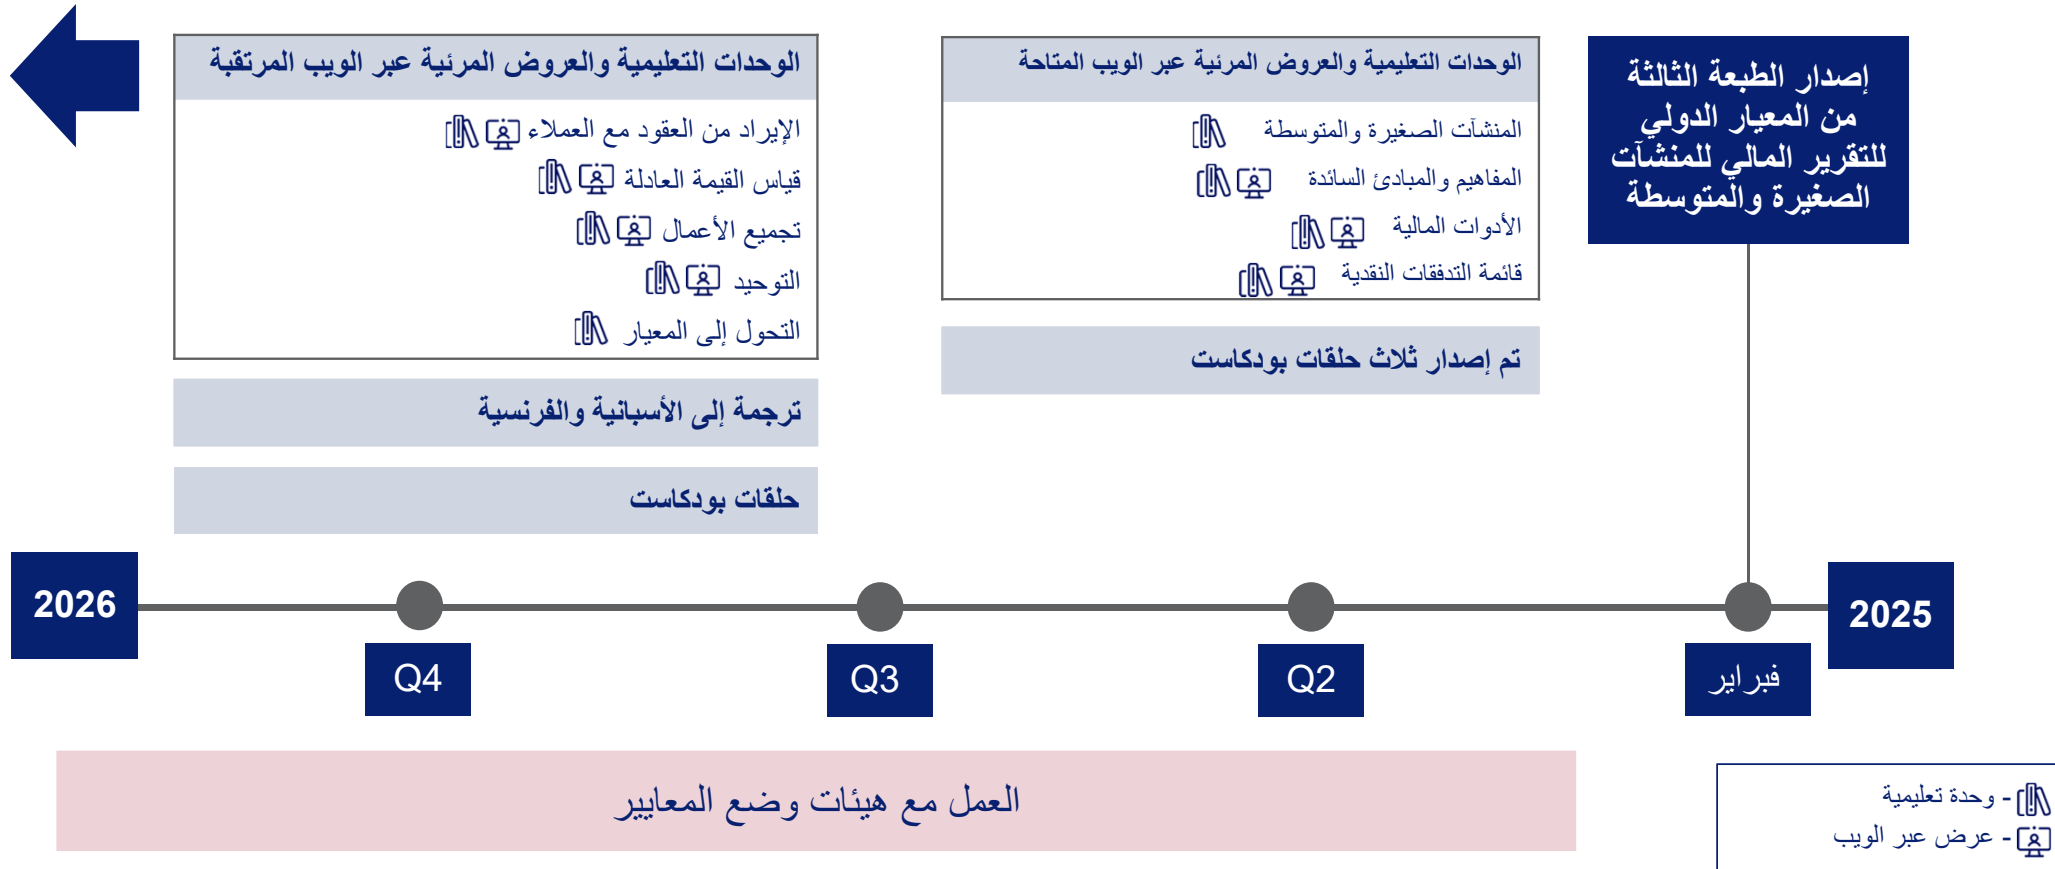 إصدار الطبعة الثالثة
من المعيار الدولي
للتقرير المالي للمنشآت
الصغيرة والمتوسطة
الوحدات التعليمية والعروض المرئية عبر الويب المتاحة
المنشآت الصغيرة والمتوسطة
المفاهيم والمبادئ السائدة
الأدوات المالية
قائمة التدفقات النقدية
تم إصدار ثلاث حلقات بودكاست
الوحدات التعليمية والعروض المرئية عبر الويب المرتقبة
الإيراد من العقود مع العملاء
قياس القيمة العادلة
تجميع الأعمال
التوحيد
التحول إلى المعيار
ترجمة إلى الأسبانية والفرنسية
حلقات بودكاست
2025
2026
فبراير
Q2
Q3
Q4
العمل مع هيئات وضع المعايير
- وحدة تعليمية
- عرض عبر الويب